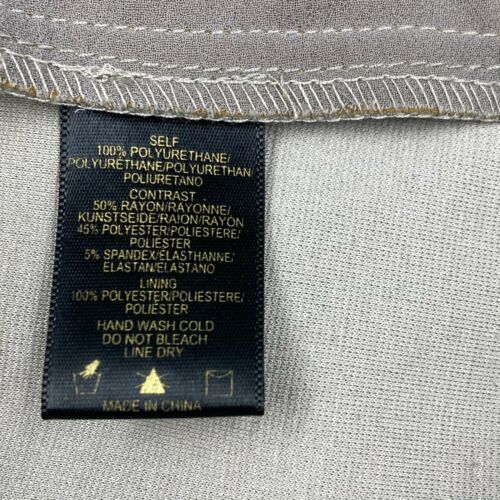 SELF
100% POLYURETHANE/
POLYURÉTHANE/POLYURETHAN/
POLIURETANO
CONTRAST
50% RAYON/RAYONNE/
KUNSTSEIDE/RAION/RAYON
45% POLYESTER/POLIESTERE/
POLIÉSTER
5% SPANDEX/ÉLASTHANNE/
ELASTAN/ELASTANO
LINING
100% POLYESTER/POLIESTERE/
POLIÉSTER
HAND WASH COLD
DO NOT BLEACH
LINE DRY
MADE IN CHINA